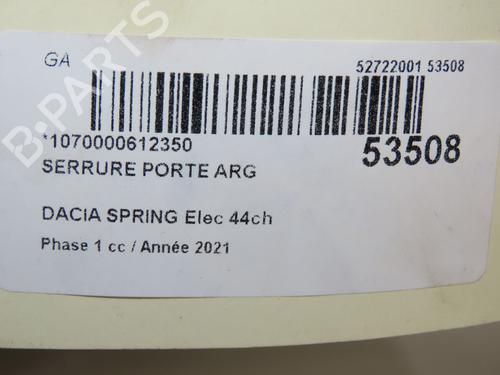 GA
52722001 53508
*1070000612350
53508
SERRURE PORTE ARG
DACIA SPRING Elec 44ch
Phase 1 cc / Année 2021
B-PARTS